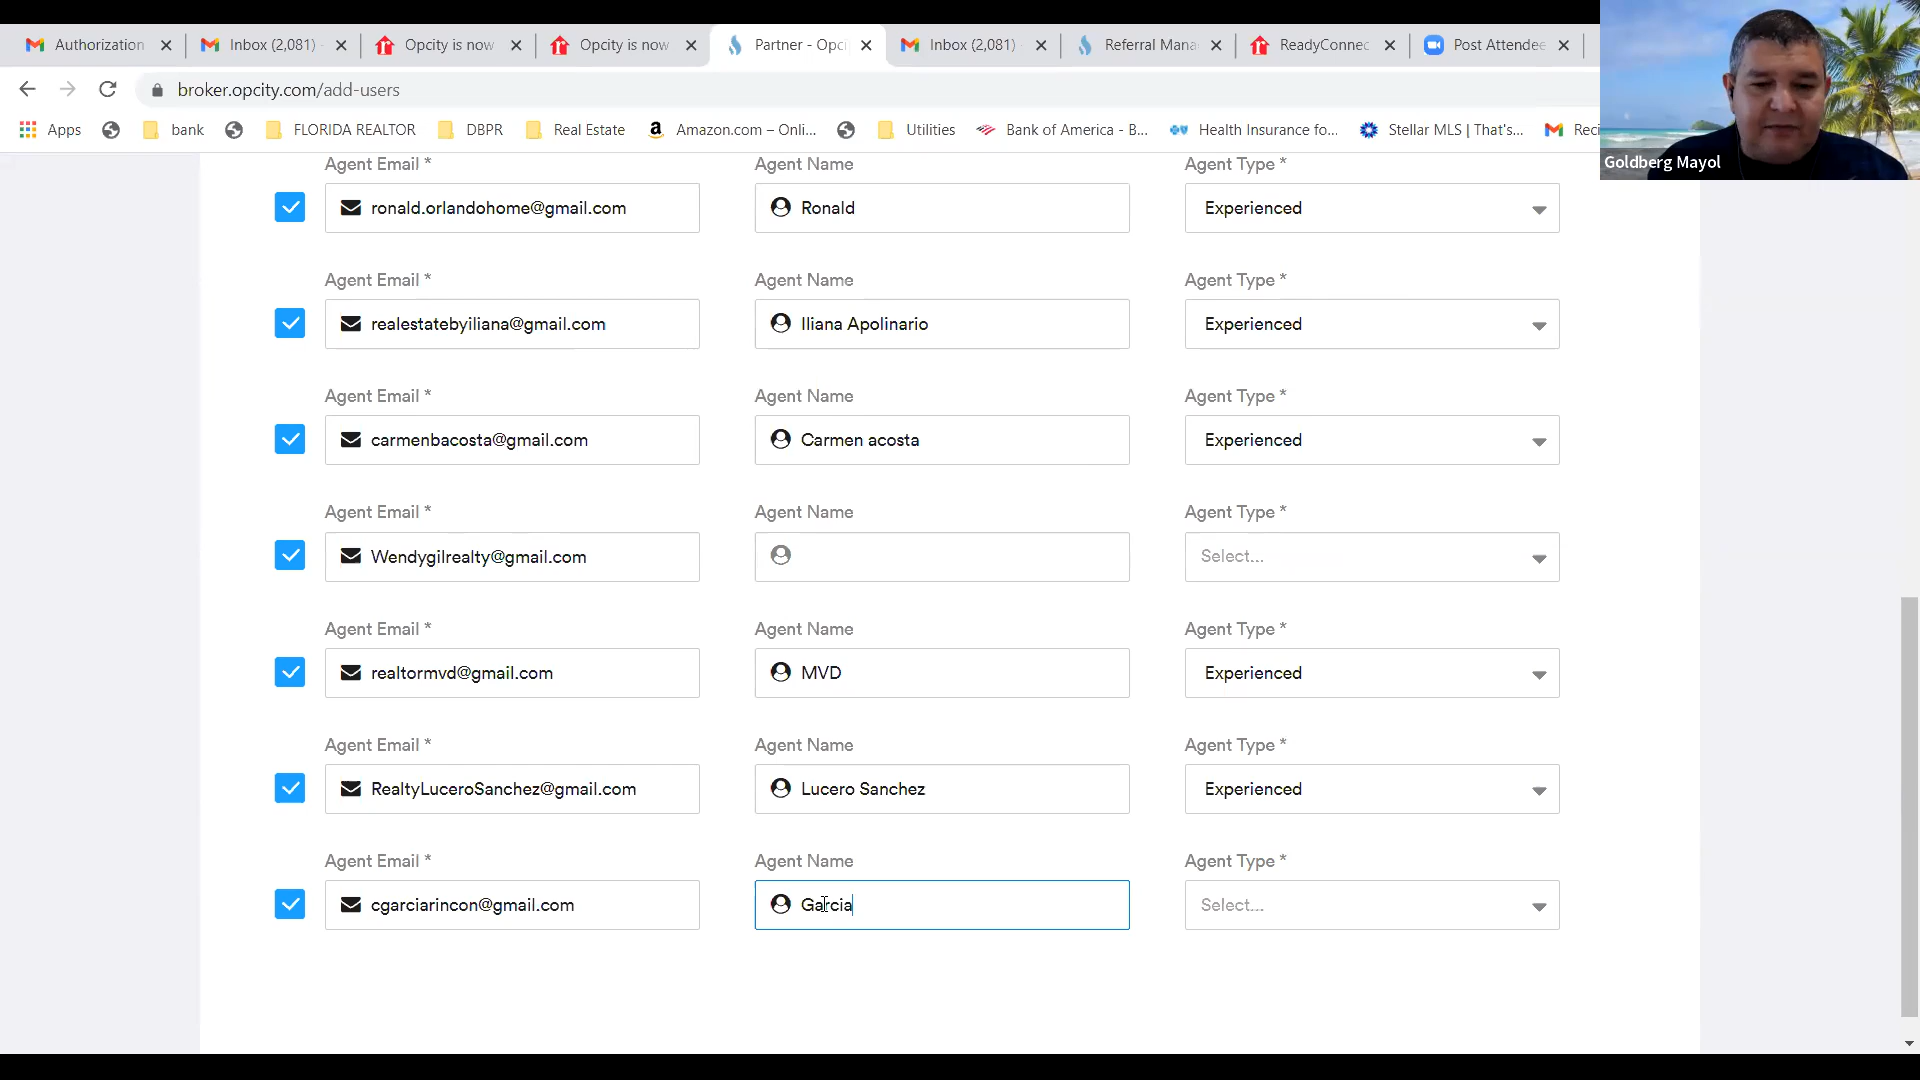 Authorization
Inbox (2,081)
Opcity is now
Opcity is now
Partner - Opci
Inbox (2,081)
Referral Mana
ReadyConnec
Post Attendee
broker.opcity.com/add-users
Apps
bank
FLORIDA REALTOR
DBPR
Real Estate
Amazon.com – Onli...
Utilities
Bank of America - B...
Health Insurance fo...
Stellar MLS | That's...
Reci
Goldberg Mayol
Agent Email *
Agent Name
Agent Type *
ronald.orlandohome@gmail.com
Ronald
Experienced
Agent Email *
Agent Name
Agent Type *
realestatebyiliana@gmail.com
Iliana Apolinario
Experienced
Agent Email *
Agent Name
Agent Type *
carmenbacosta@gmail.com
Carmen acosta
Experienced
Agent Email *
Agent Name
Agent Type *
Wendygilrealty@gmail.com
Select...
Agent Email *
Agent Name
Agent Type *
realtormvd@gmail.com
MVD
Experienced
Agent Email *
Agent Name
Agent Type *
RealtyLuceroSanchez@gmail.com
Lucero Sanchez
Experienced
Agent Email *
Agent Name
Agent Type *
cgarciarincon@gmail.com
Garcia
Select...